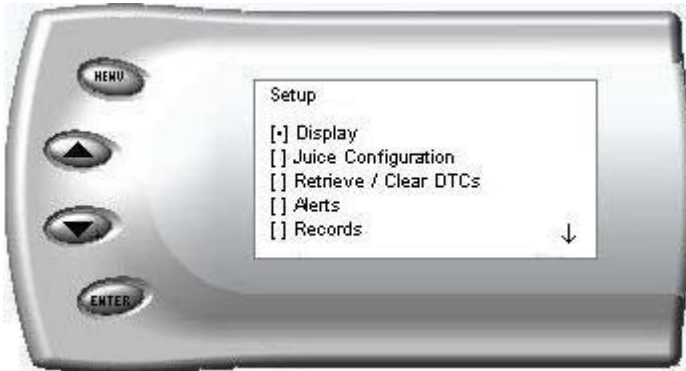 MENU
Setup
[•] Display
[ ] Juice Configuration
[ ] Retrieve / Clear DTCs
[ ] Alerts
[ ] Records
↓
ENTER